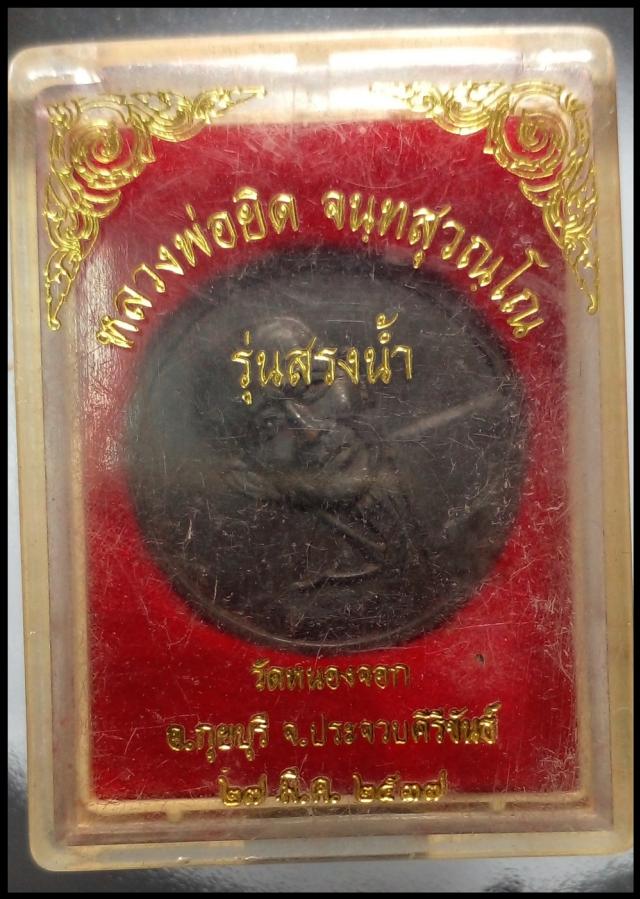 หลวงพ่อยิด จนฺทสุวณฺโณ
รุ่นสรงน้ำ
วัดหนองจอก
อ.กุยบุรี จ.ประจวบคีรีขันธ์
๒๗ มี.ค. ๒๕๓๗